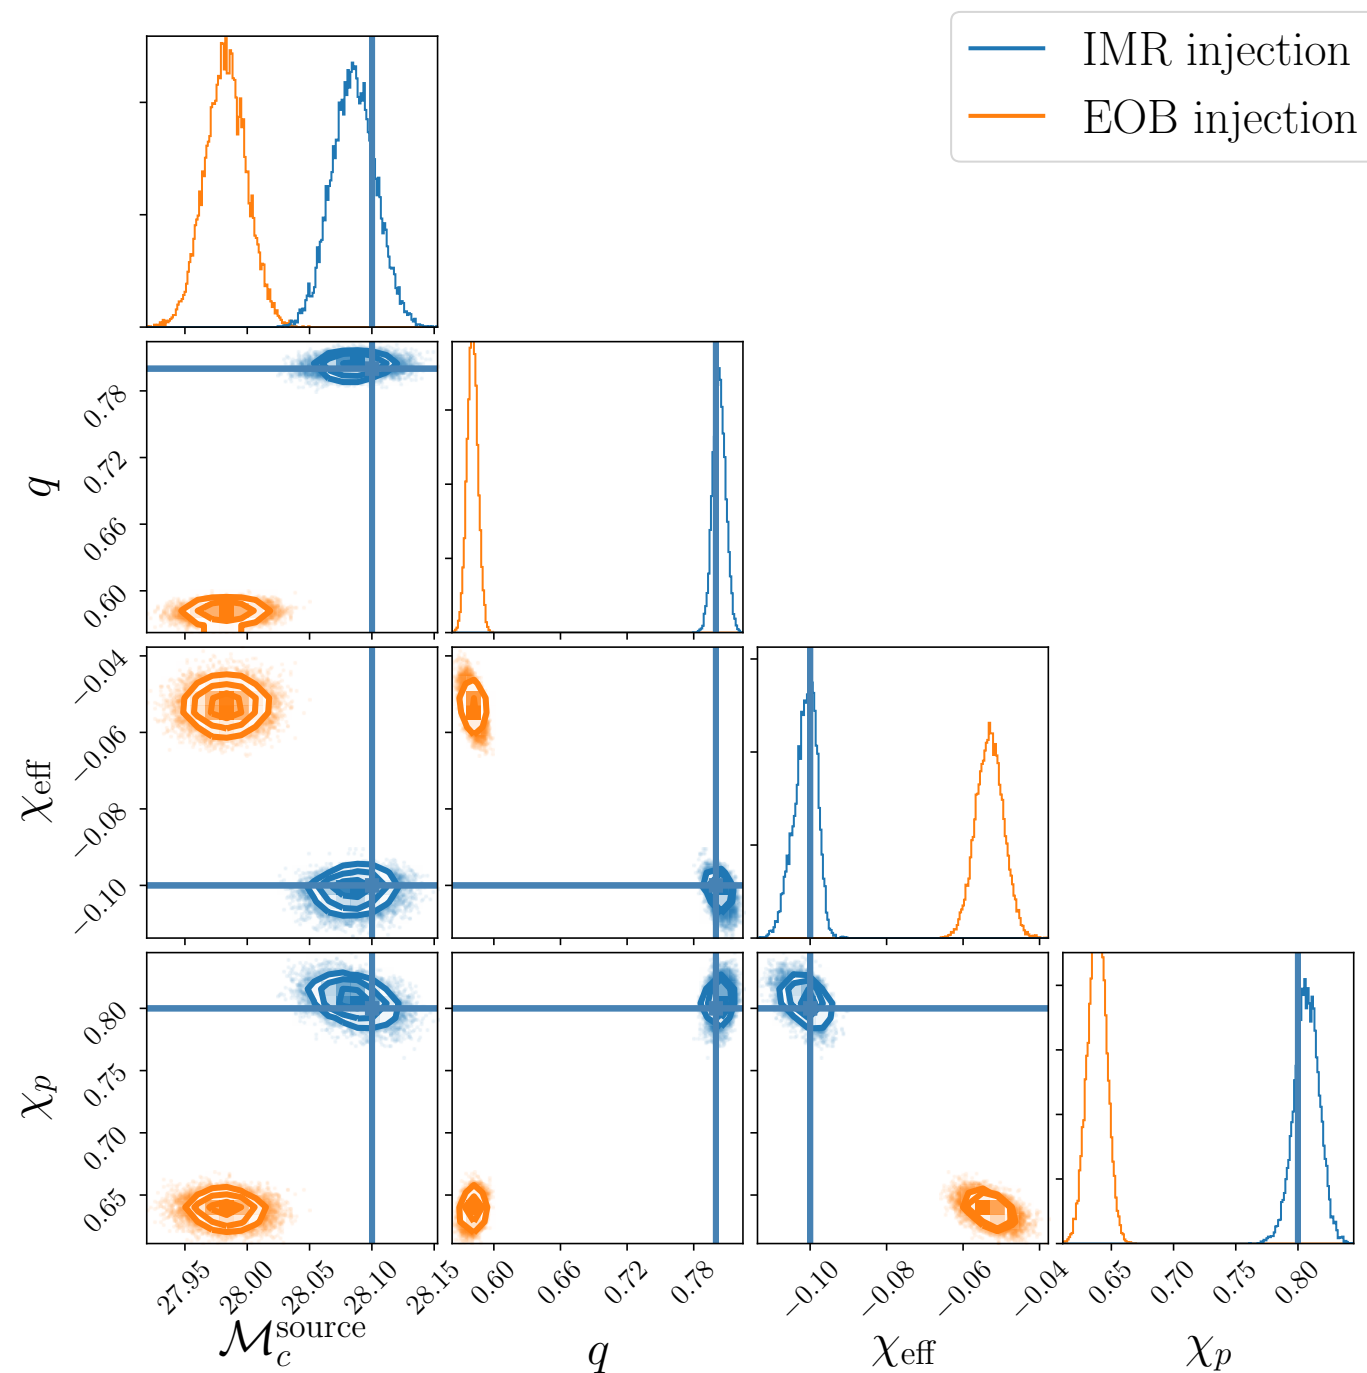 IMR injection
EOB injection
0.78
0.72
0.66
0.60
q
−0.04
−0.06
−0.08
−0.10
χeff
0.80
0.75
0.70
0.65
χp
27.95 28.00 28.05 28.10 28.15
0.60 0.66 0.72 0.78
−0.10 −0.08 −0.06 −0.04
0.65 0.70 0.75 0.80
ℳc^source q χeff χp